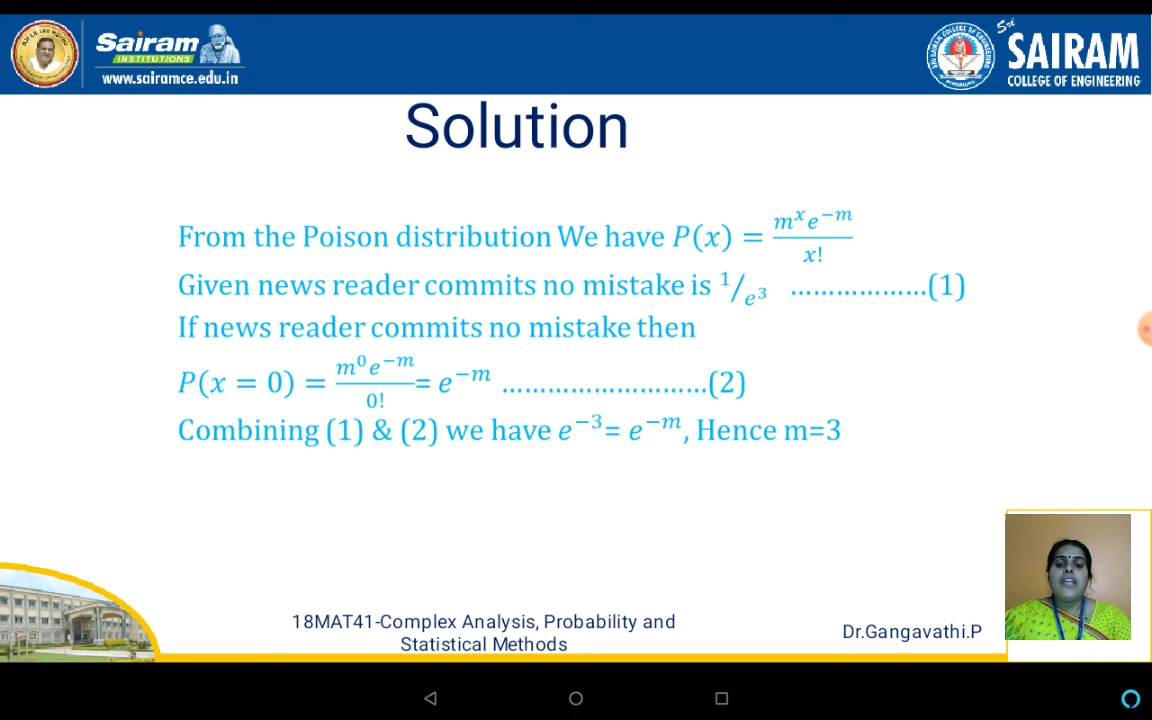 Sairam
INSTITUTIONS
www.sairamce.edu.in
Sri
SAIRAM
COLLEGE OF ENGINEERING
Solution
From the Poison distribution We have P(x) = m^x e^−m / x!
Given news reader commits no mistake is 1/e^3 ………………(1)
If news reader commits no mistake then
P(x = 0) = m^0 e^−m / 0! = e^−m ………………………(2)
Combining (1) & (2) we have e^−3 = e^−m, Hence m=3
18MAT41-Complex Analysis, Probability and
Statistical Methods
Dr.Gangavathi.P